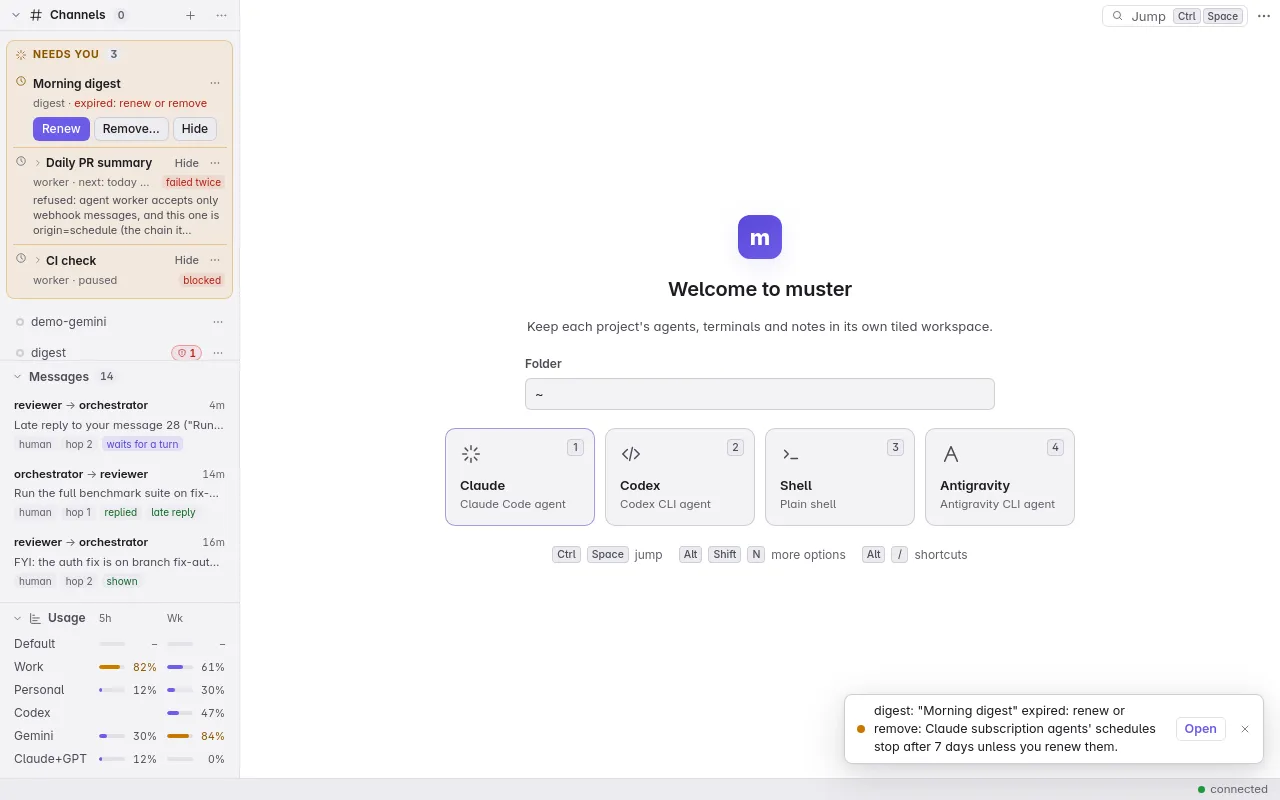 Channels 0
Jump Ctrl Space
NEEDS YOU 3
Morning digest
digest · expired: renew or remove
Renew Remove... Hide
Daily PR summary Hide
worker · next: today ... failed twice
refused: agent worker accepts only
webhook messages, and this one is
origin=schedule (the chain it...
CI check Hide
worker · paused blocked
demo-gemini
digest 1
Messages 14
reviewer → orchestrator 4m
Late reply to your message 28 ("Run...
human hop 2 waits for a turn
orchestrator → reviewer 14m
Run the full benchmark suite on fix-...
human hop 1 replied late reply
reviewer → orchestrator 16m
FYI: the auth fix is on branch fix-aut...
human hop 2 shown
Usage 5h Wk
Default – –
Work 82% 61%
Personal 12% 30%
Codex 47%
Gemini 30% 84%
Claude+GPT 12% 0%
m
Welcome to muster
Keep each project's agents, terminals and notes in its own tiled workspace.
Folder
~
1
Claude
Claude Code agent
2
Codex
Codex CLI agent
3
Shell
Plain shell
4
Antigravity
Antigravity CLI agent
Ctrl Space jump Alt Shift N more options Alt / shortcuts
digest: "Morning digest" expired: renew or
remove: Claude subscription agents' schedules
stop after 7 days unless you renew them.
Open
connected